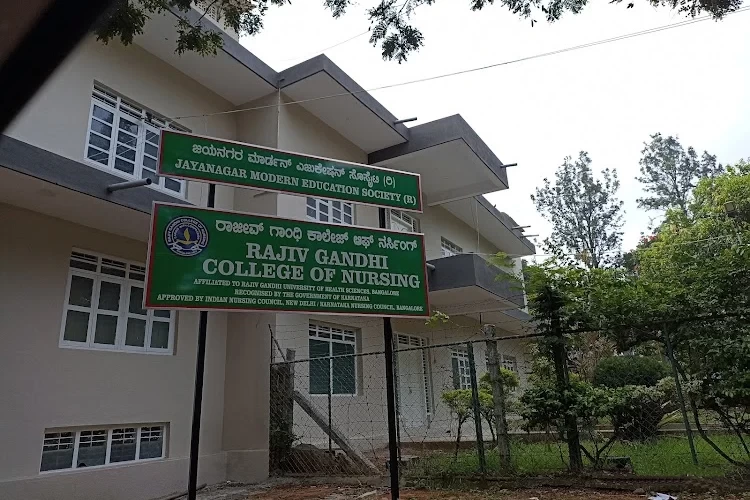 ಜಯನಗರ ಮಾರ್ಡನ್ ಎಜುಕೇಷನ್ ಸೊಸೈಟಿ (ರಿ)
JAYANAGAR MODERN EDUCATION SOCIETY (R)
ರಾಜೀವ್ ಗಾಂಧಿ ಕಾಲೇಜ್ ಆಫ್ ನರ್ಸಿಂಗ್
RAJIV GANDHI
COLLEGE OF NURSING
AFFILIATED TO RAJIV GANDHI UNIVERSITY OF HEALTH SCIENCES, BANGALORE
RECOGNISED BY THE GOVERNMENT OF KARNATAKA
APPROVED BY INDIAN NURSING COUNCIL, NEW DELHI / KARNATAKA NURSING COUNCIL, BANGALORE